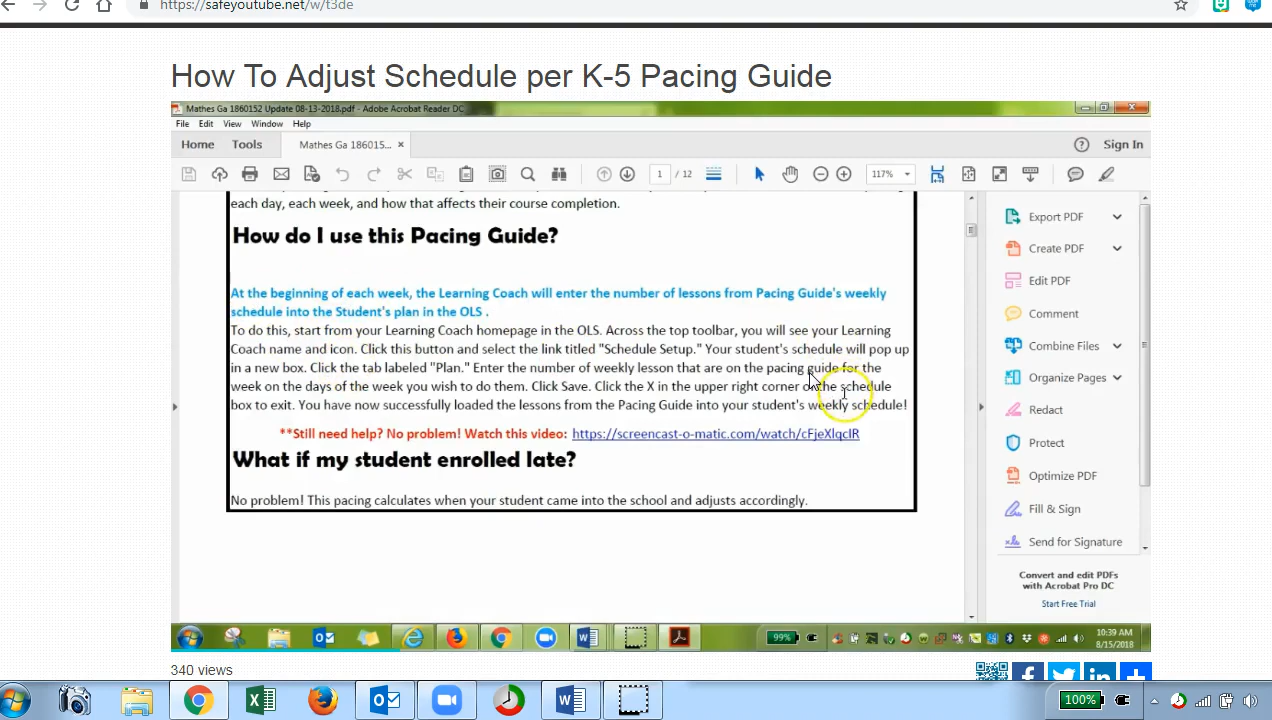 https://safeyoutube.net/w/t3de
How To Adjust Schedule per K-5 Pacing Guide
Mathes Ga 1860152 Update 08-13-2018.pdf - Adobe Acrobat Reader DC
File Edit View Window Help
Home Tools Mathes Ga 186015... × Sign In
1 / 12 117%
each day, each week, and how that affects their course completion.
How do I use this Pacing Guide?
At the beginning of each week, the Learning Coach will enter the number of lessons from Pacing Guide's weekly
schedule into the Student's plan in the OLS .
To do this, start from your Learning Coach homepage in the OLS. Across the top toolbar, you will see your Learning
Coach name and icon. Click this button and select the link titled "Schedule Setup." Your student's schedule will pop up
in a new box. Click the tab labeled "Plan." Enter the number of weekly lesson that are on the pacing guide for the
week on the days of the week you wish to do them. Click Save. Click the X in the upper right corner of the schedule
box to exit. You have now successfully loaded the lessons from the Pacing Guide into your student's weekly schedule!
**Still need help? No problem! Watch this video: https://screencast-o-matic.com/watch/cFjeXlqclR
What if my student enrolled late?
No problem! This pacing calculates when your student came into the school and adjusts accordingly.
Export PDF
Create PDF
Edit PDF
Comment
Combine Files
Organize Pages
Redact
Protect
Optimize PDF
Fill & Sign
Send for Signature
Convert and edit PDFs
with Acrobat Pro DC
Start Free Trial
99%
10:39 AM
8/15/2018
340 views
100%